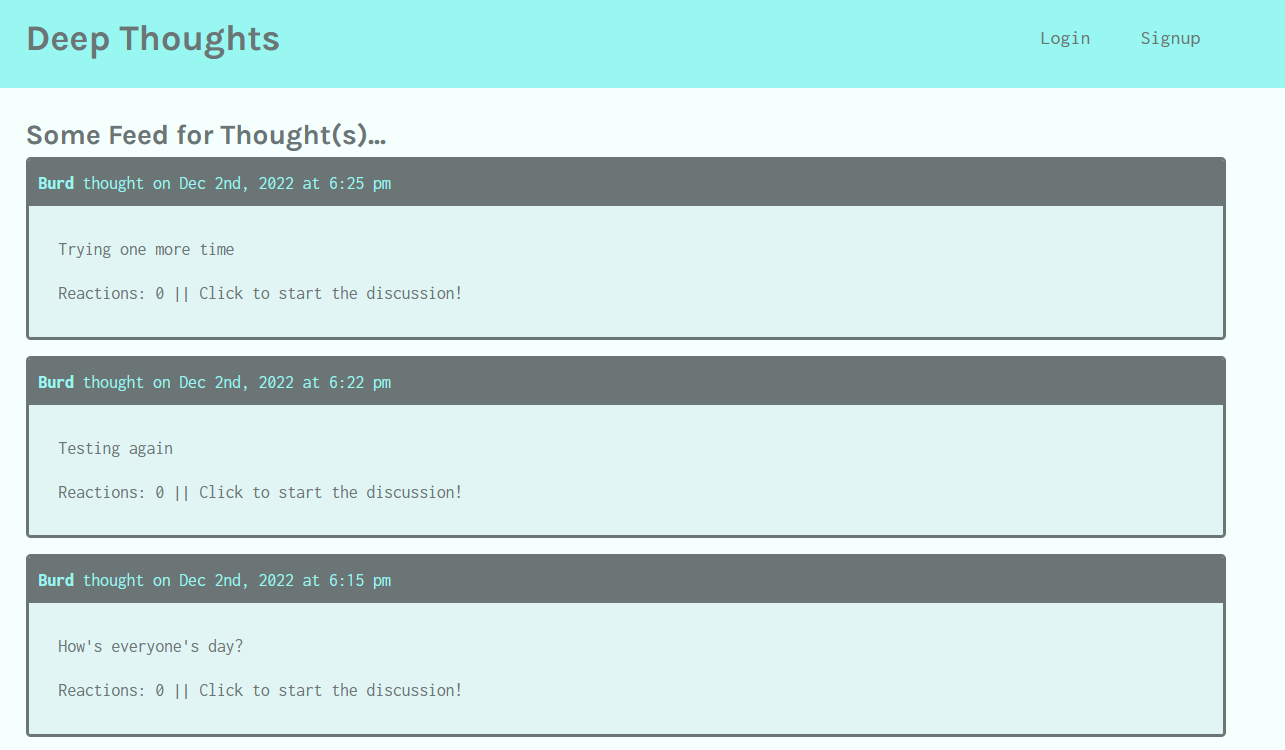 Deep Thoughts
Login
Signup
Some Feed for Thought(s)...
Burd thought on Dec 2nd, 2022 at 6:25 pm
Trying one more time
Reactions: 0 || Click to start the discussion!
Burd thought on Dec 2nd, 2022 at 6:22 pm
Testing again
Reactions: 0 || Click to start the discussion!
Burd thought on Dec 2nd, 2022 at 6:15 pm
How's everyone's day?
Reactions: 0 || Click to start the discussion!